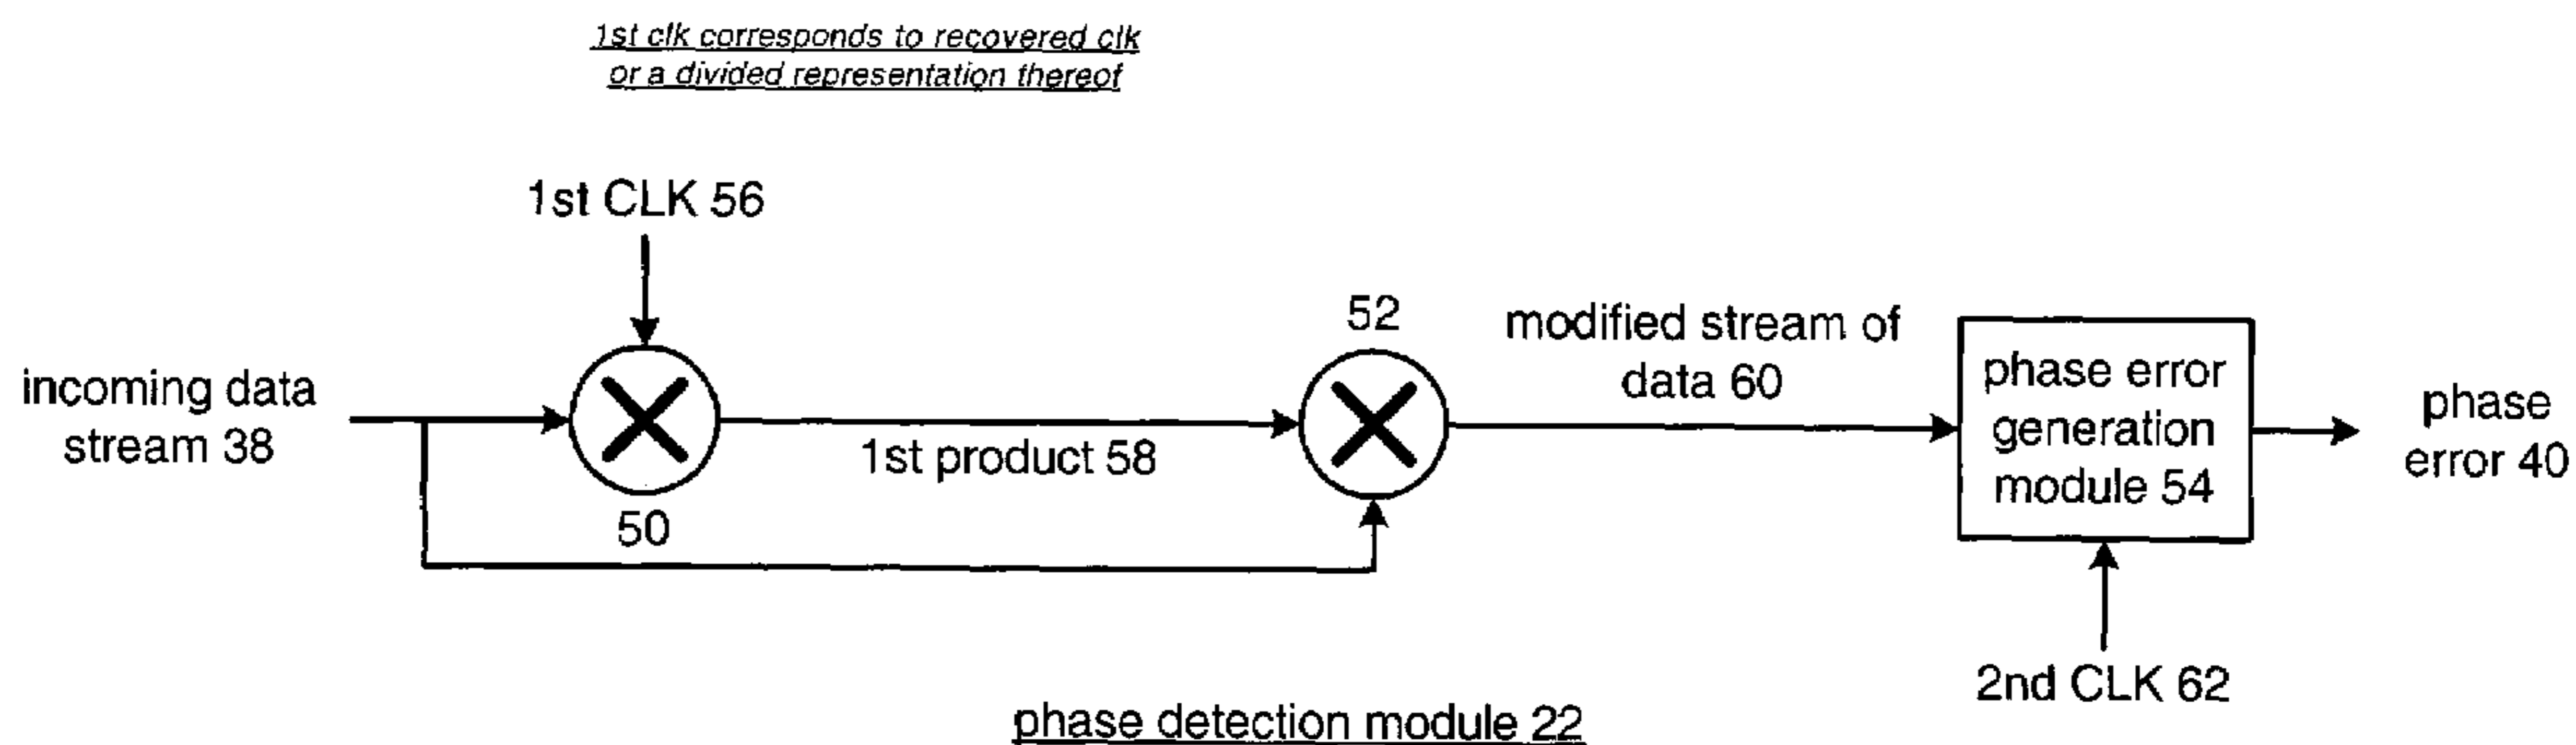 1st clk corresponds to recovered clk
or a divided representation thereof
1st CLK 56
incoming data
stream 38
50
1st product 58
52
modified stream of
data 60
phase error
generation
module 54
phase
error 40
2nd CLK 62
phase detection module 22